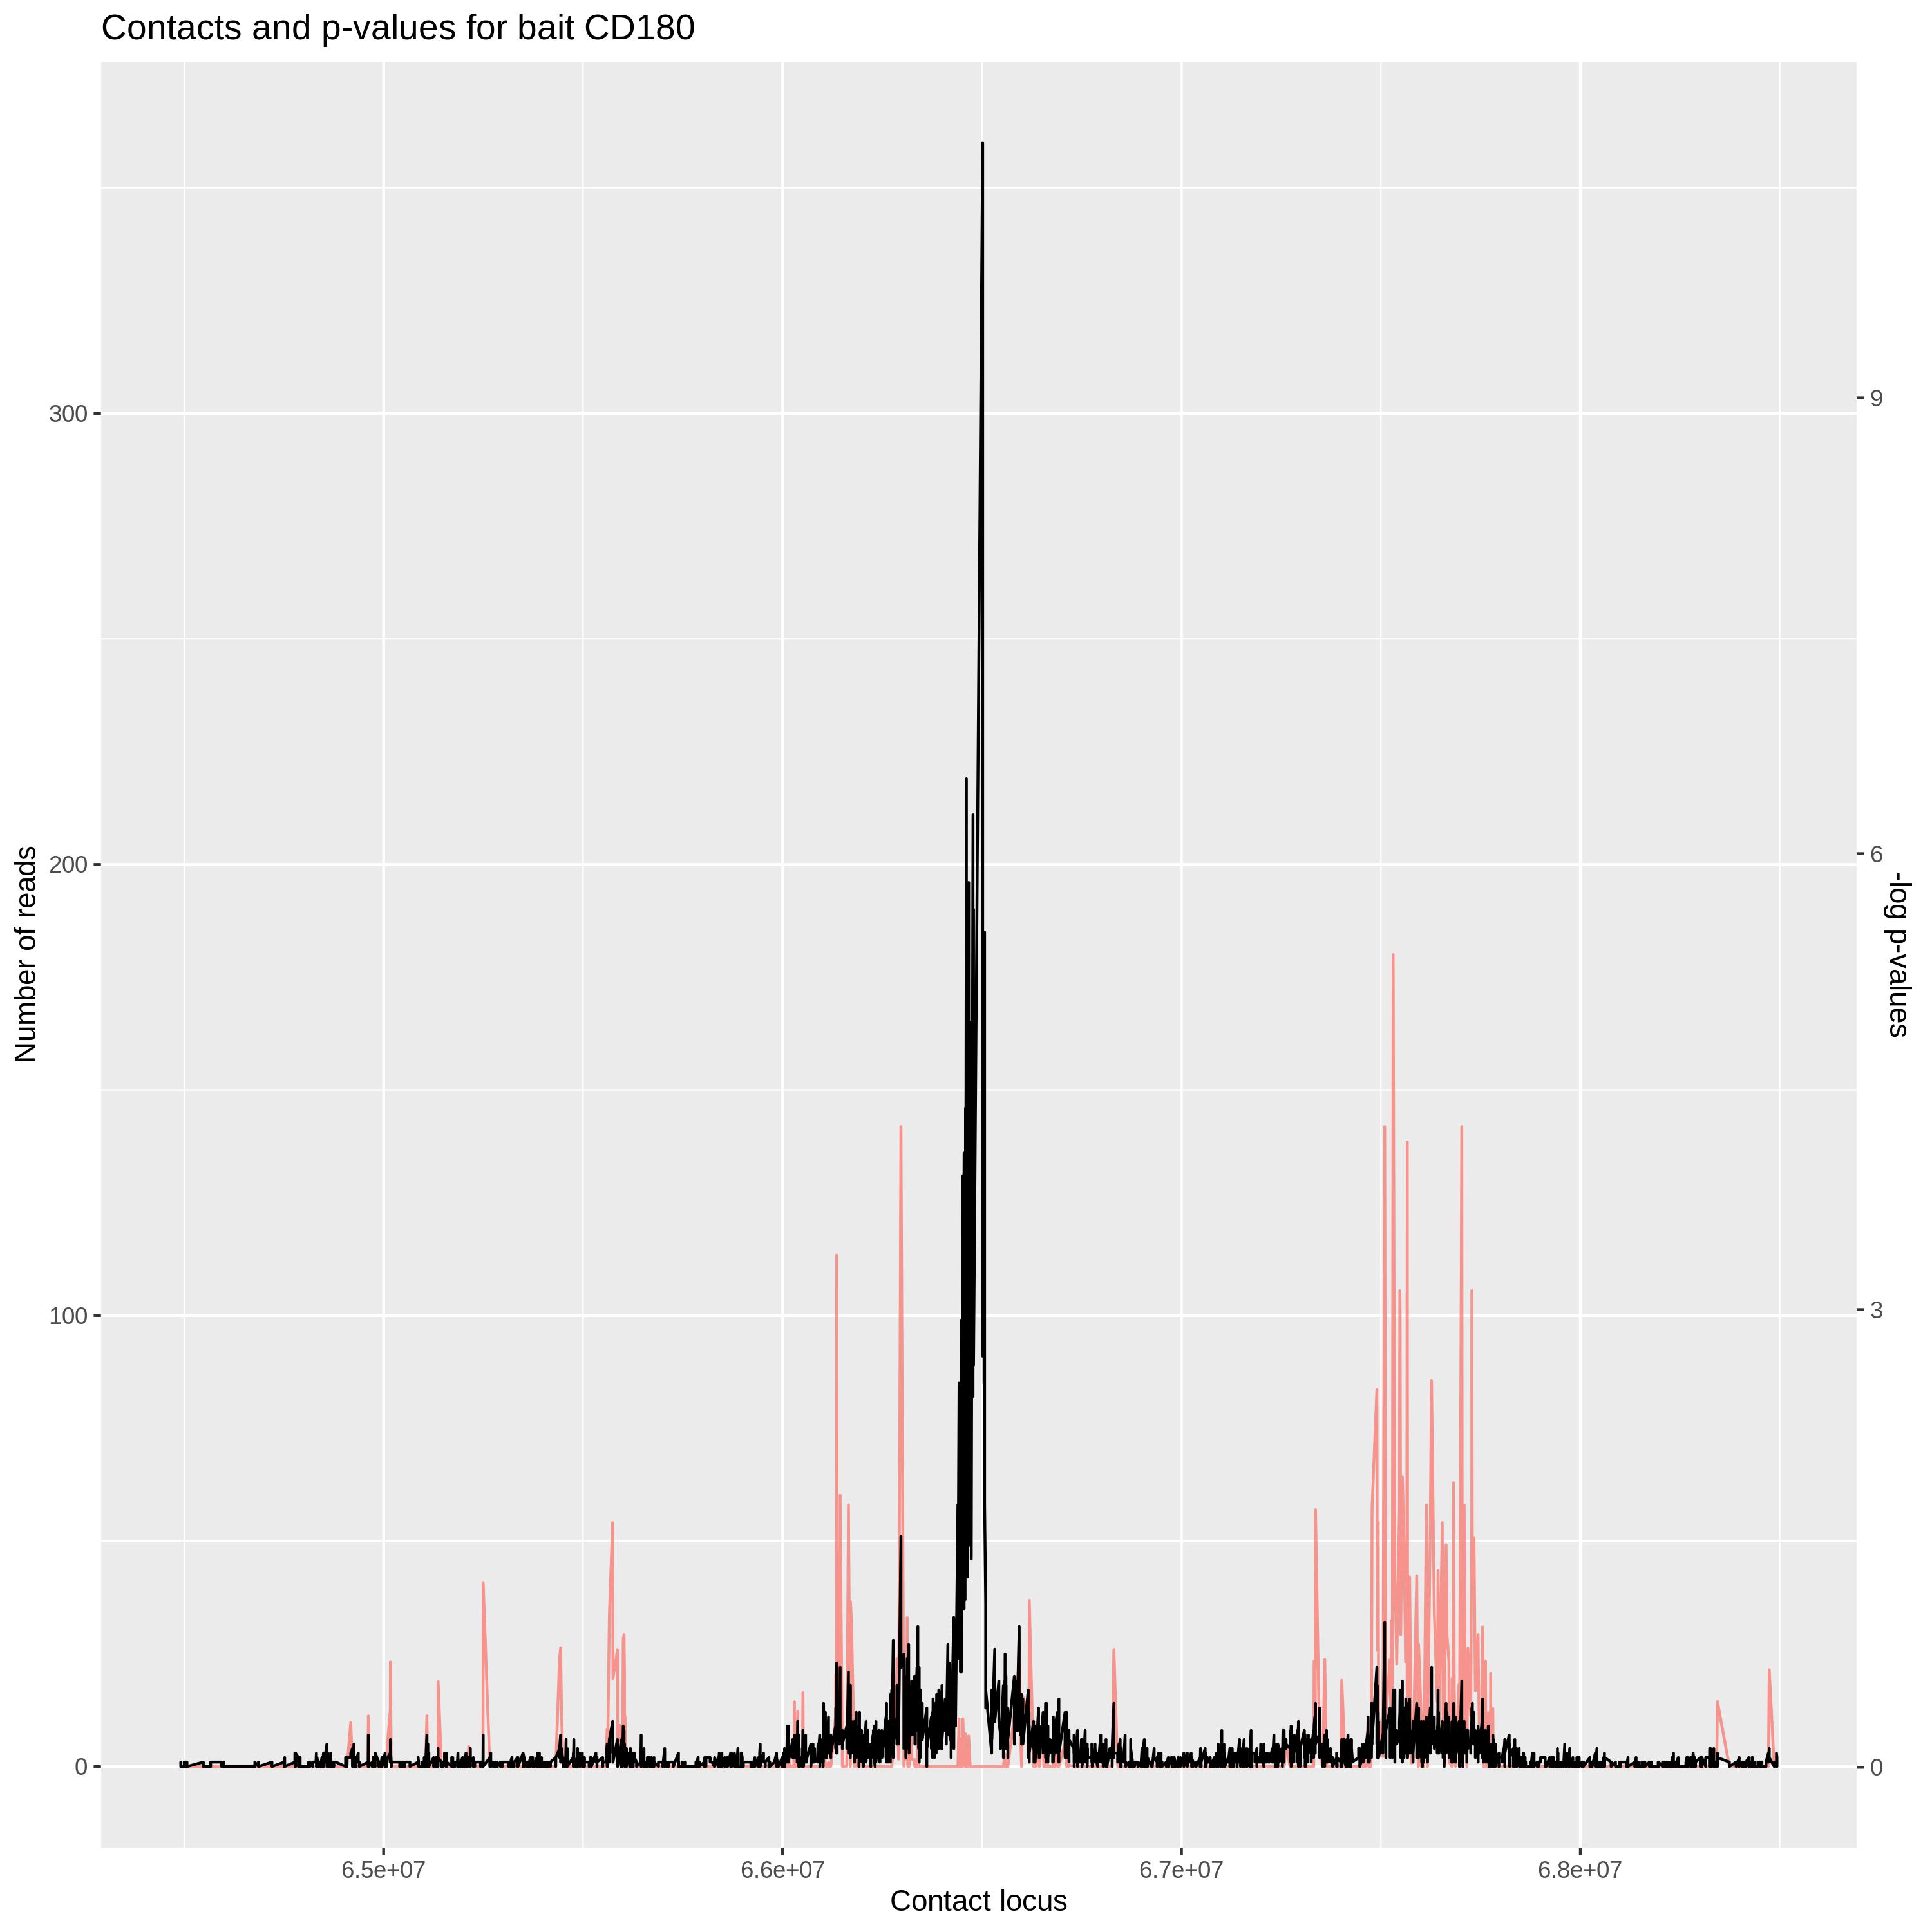 Contacts and p-values for bait CD180
300
200
100
0
9
6
3
0
Number of reads
-log p-values
6.5e+07 6.6e+07 6.7e+07 6.8e+07
Contact locus